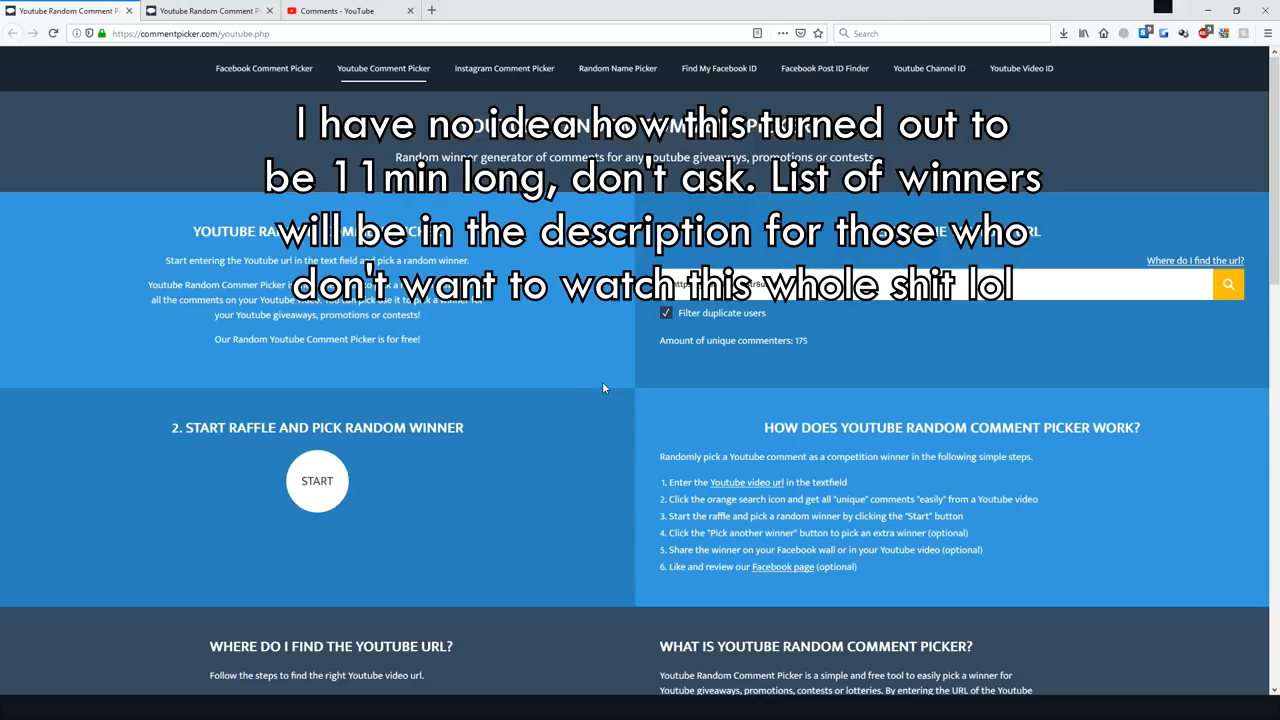 Youtube Random Comment P
Youtube Random Comment P
Comments - YouTube
https://commentpicker.com/youtube.php
Search
Facebook Comment Picker
Youtube Comment Picker
Instagram Comment Picker
Random Name Picker
Find My Facebook ID
Facebook Post ID Finder
Youtube Channel ID
Youtube Video ID
I have no idea how this turned out to
be 11min long, don't ask. List of winners
will be in the description for those who
don't want to watch this whole shit lol
Random winner generator of comments for any Youtube giveaways, promotions or contests.
Start entering the Youtube url in the text field and pick a random winner.
your Youtube giveaways, promotions or contests!
Our Random Youtube Comment Picker is for free!
URL
Where do I find the url?
Filter duplicate users
Amount of unique commenters: 175
2. START RAFFLE AND PICK RANDOM WINNER
START
HOW DOES YOUTUBE RANDOM COMMENT PICKER WORK?
Randomly pick a Youtube comment as a competition winner in the following simple steps.
1. Enter the Youtube video url in the textfield
2. Click the orange search icon and get all "unique" comments "easily" from a Youtube video
3. Start the raffle and pick a random winner by clicking the "Start" button
4. Click the "Pick another winner" button to pick an extra winner (optional)
5. Share the winner on your Facebook wall or in your Youtube video (optional)
6. Like and review our Facebook page (optional)
WHERE DO I FIND THE YOUTUBE URL?
Follow the steps to find the right Youtube video url.
WHAT IS YOUTUBE RANDOM COMMENT PICKER?
Youtube Random Comment Picker is a simple and free tool to easily pick a winner for
Youtube giveaways, promotions, contests or lotteries. By entering the URL of the Youtube